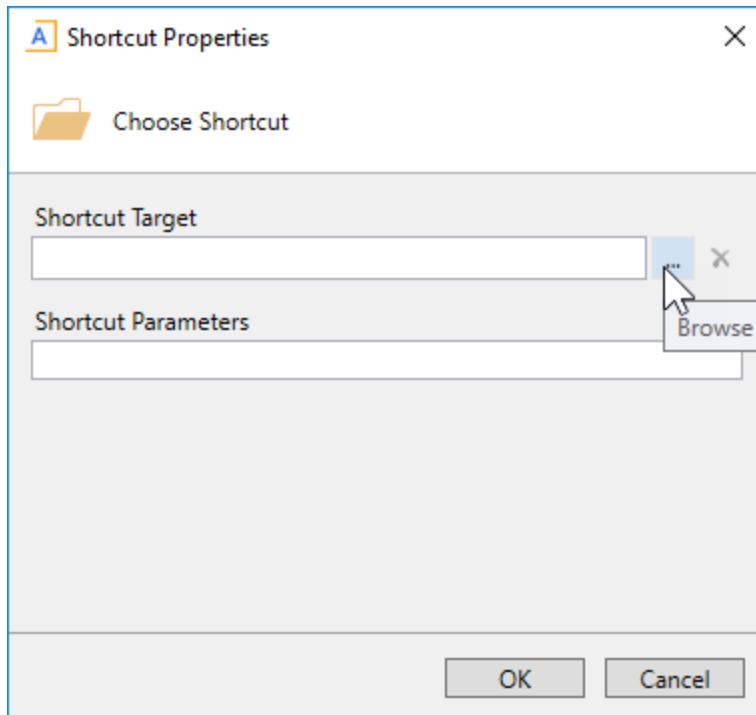 A Shortcut Properties
Choose Shortcut
Shortcut Target
...
Browse
Shortcut Parameters
OK Cancel